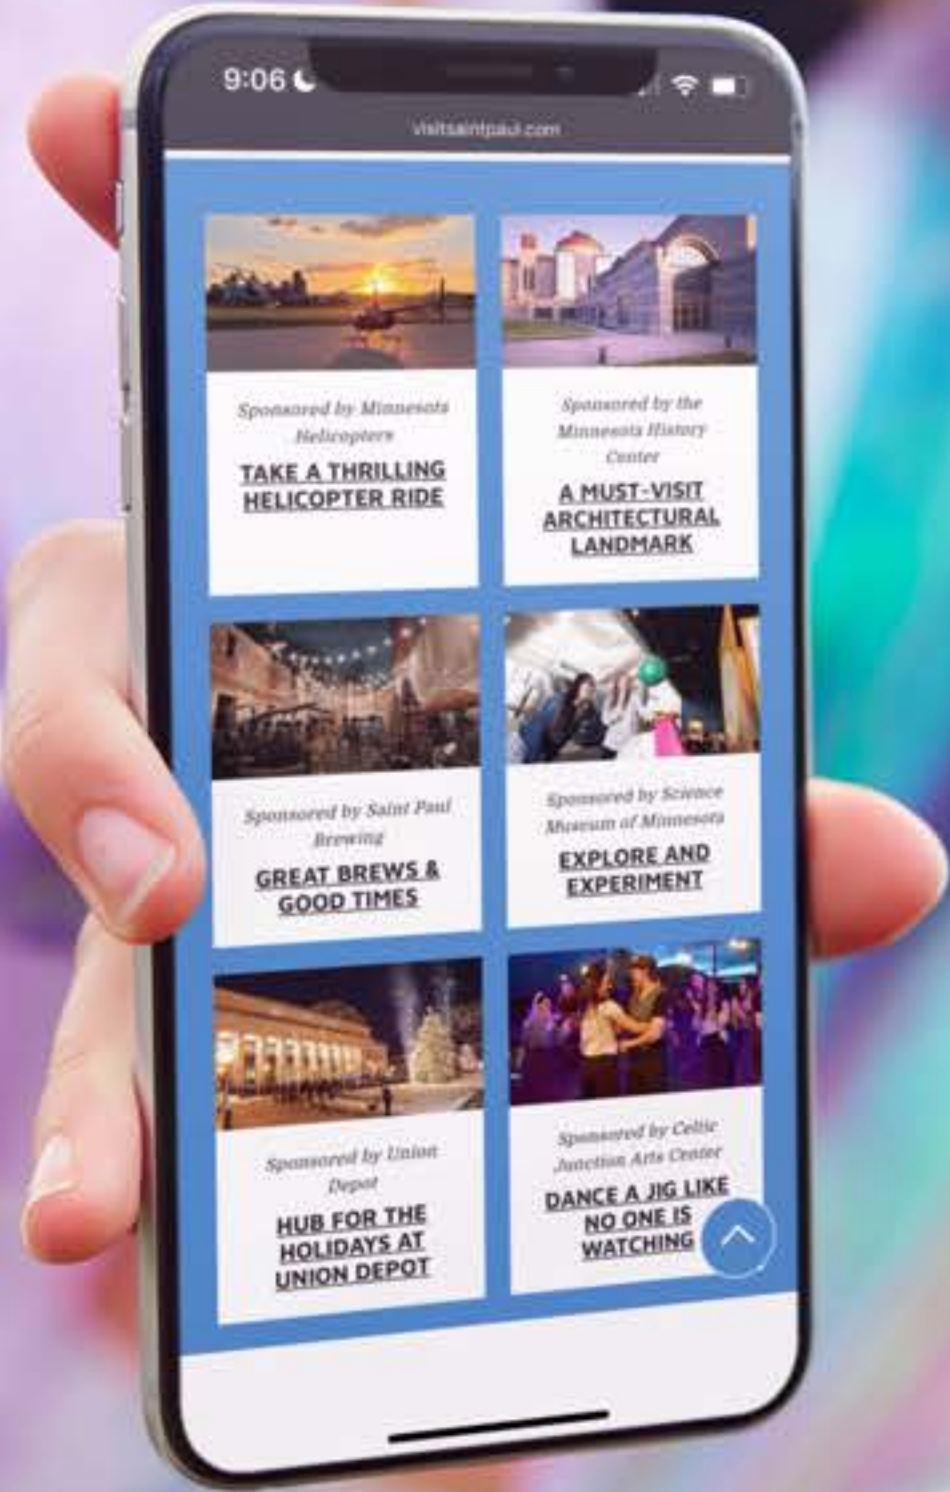 9:06
visitsaintpaul.com
Sponsored by Minnesota
Helicopters
TAKE A THRILLING
HELICOPTER RIDE
Sponsored by the
Minnesota History
Center
A MUST-VISIT
ARCHITECTURAL
LANDMARK
Sponsored by Saint Paul
Brewing
GREAT BREWS &
GOOD TIMES
Sponsored by Science
Museum of Minnesota
EXPLORE AND
EXPERIMENT
Sponsored by Union
Depot
HUB FOR THE
HOLIDAYS AT
UNION DEPOT
Sponsored by Celtic
Junction Arts Center
DANCE A JIG LIKE
NO ONE IS
WATCHING